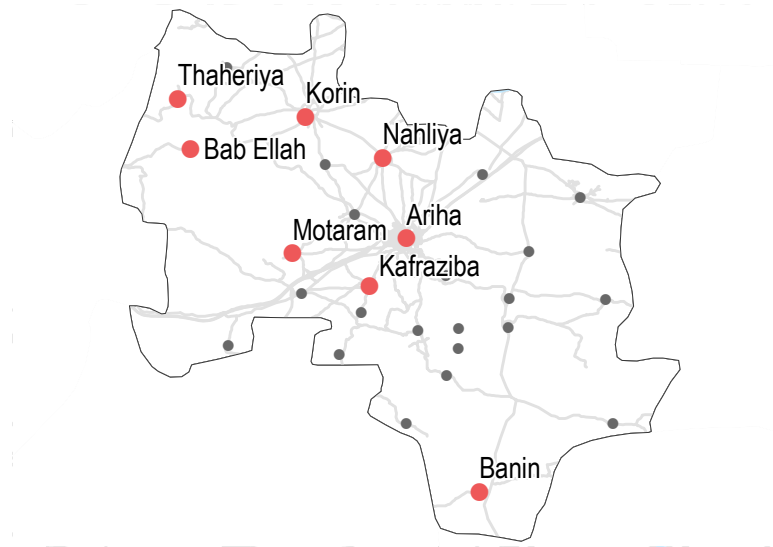 Thaheriya
Korin
Nahliya
Bab Ellah
Ariha
Motaram
Kafraziba
Banin